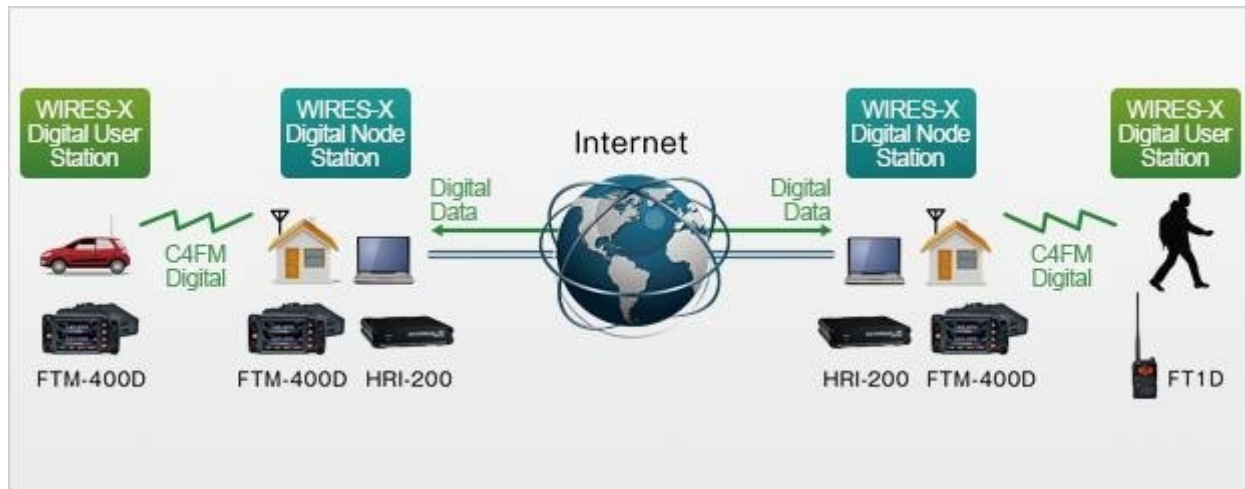 WIRES-X
Digital User
Station
WIRES-X
Digital Node
Station
Internet
WIRES-X
Digital Node
Station
WIRES-X
Digital User
Station
Digital
Data
Digital
Data
C4FM
Digital
C4FM
Digital
FTM-400D
FTM-400D
HRI-200
HRI-200
FTM-400D
FT1D